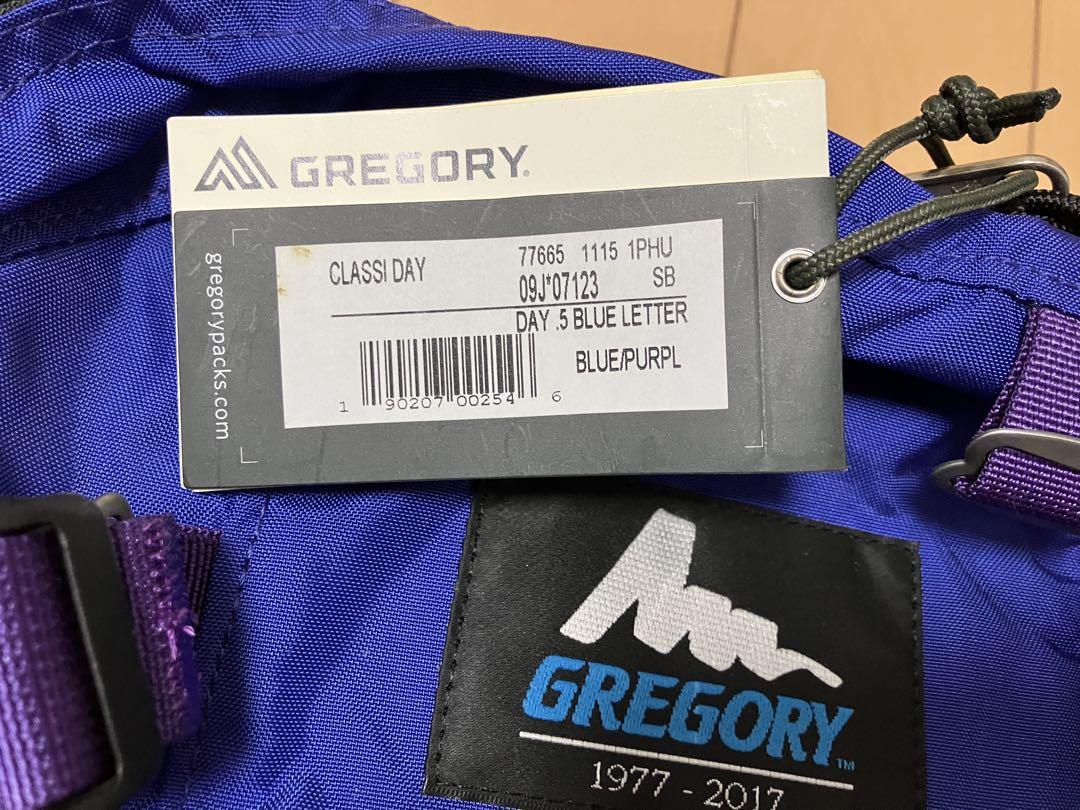 GREGORY®
gregorypacks.com
CLASSI DAY 77665 1115 1PHU
09J*07123 SB
DAY .5 BLUE LETTER
BLUE/PURPL
1 90207 00254 6
GREGORY™
1977 - 2017